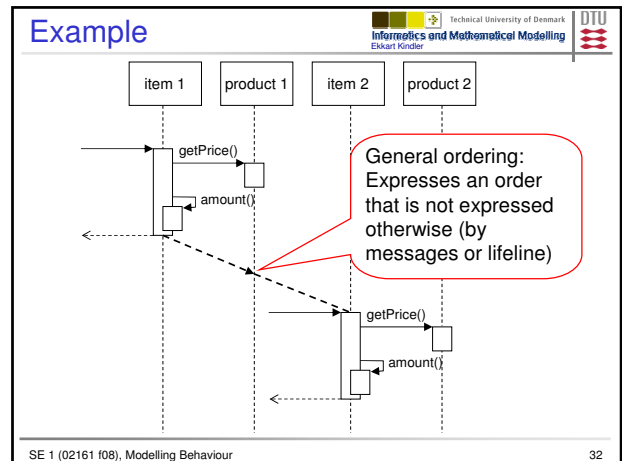 Example
Technical University of Denmark
DTU
Informatics and Mathematical Modelling
Ekkart Kindler
item 1
product 1
item 2
product 2
getPrice()
amount()
General ordering:
Expresses an order
that is not expressed
otherwise (by
messages or lifeline)
getPrice()
amount()
SE 1 (02161 f08), Modelling Behaviour
32